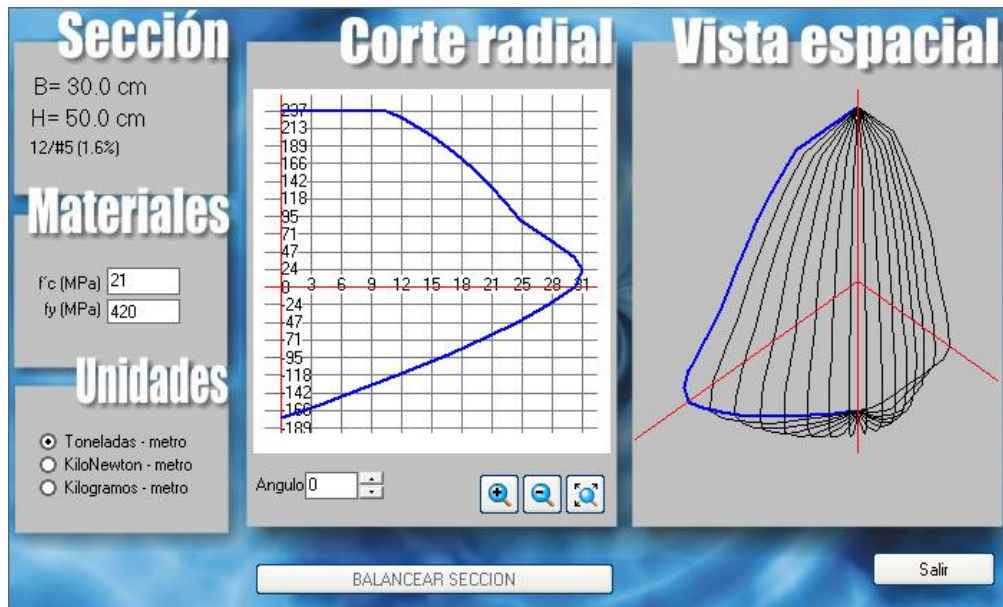 Sección
B= 30.0 cm
H= 50.0 cm
12/#5 (1.6%)
Materiales
f´c (MPa) 21
fy (MPa) 420
Unidades
Toneladas - metro
KiloNewton - metro
Kilogramos - metro
Corte radial
237
213
189
166
142
118
95
71
47
24
0 3 6 9 12 15 18 21 25 28 31
-24
-47
-71
-95
-118
-142
-166
-189
Angulo 0
BALANCEAR SECCION
Vista espacial
Salir